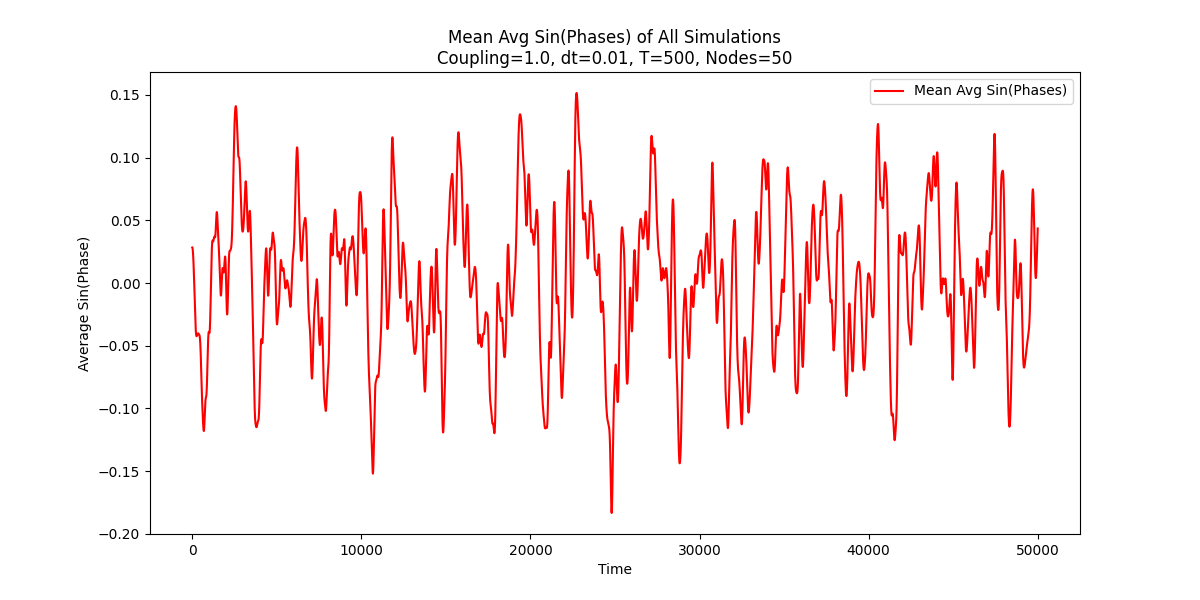 Mean Avg Sin(Phases) of All Simulations
Coupling=1.0, dt=0.01, T=500, Nodes=50
Mean Avg Sin(Phases)
Average Sin(Phase)
0.15
0.10
0.05
0.00
−0.05
−0.10
−0.15
−0.20
0 10000 20000 30000 40000 50000
Time